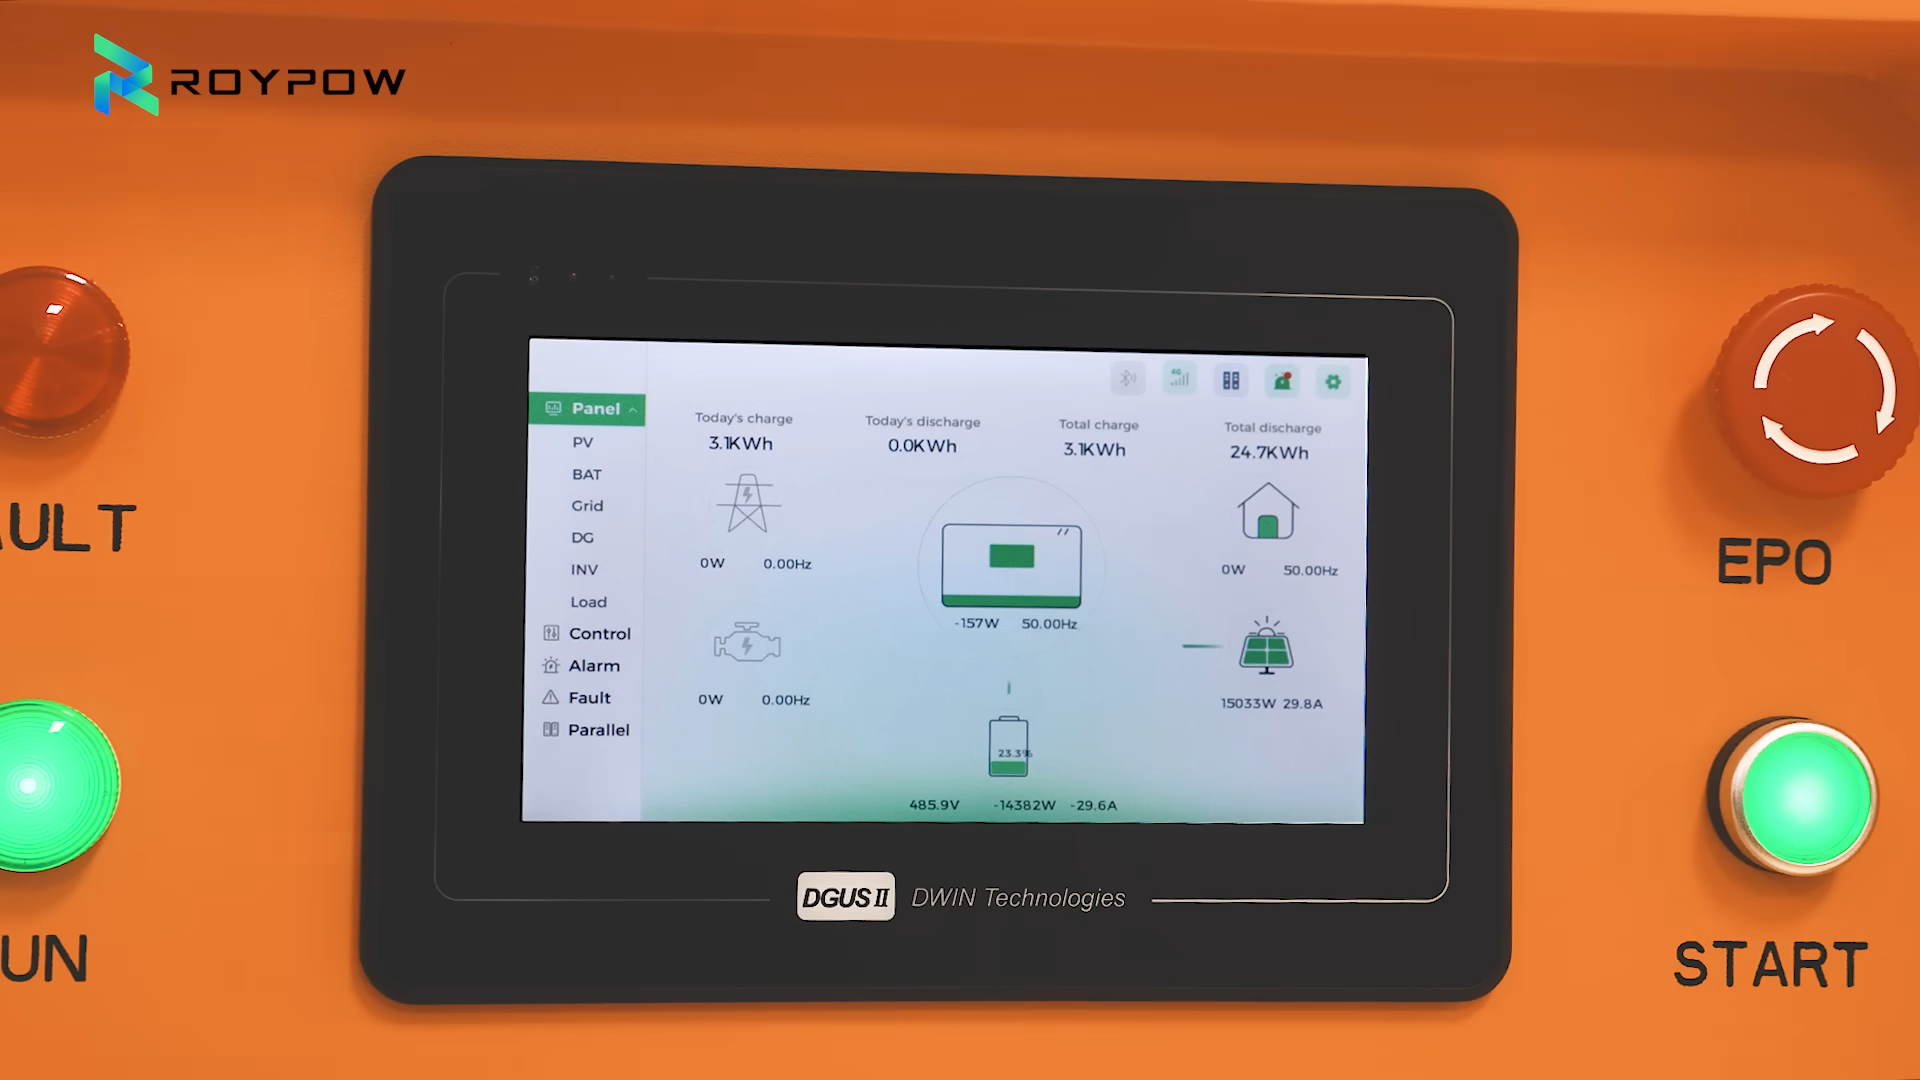 ROYPOW
4G
Panel
PV
BAT
Grid
DG
INV
Load
Control
Alarm
Fault
Parallel
Today's charge
3.1KWh
Today's discharge
0.0KWh
Total charge
3.1KWh
Total discharge
24.7KWh
0W 0.00Hz
0W 50.00Hz
-157W 50.00Hz
0W 0.00Hz
15033W 29.8A
23.3%
485.9V -14382W -29.6A
DGUS II DWIN Technologies
AULT
UN
EPO
START